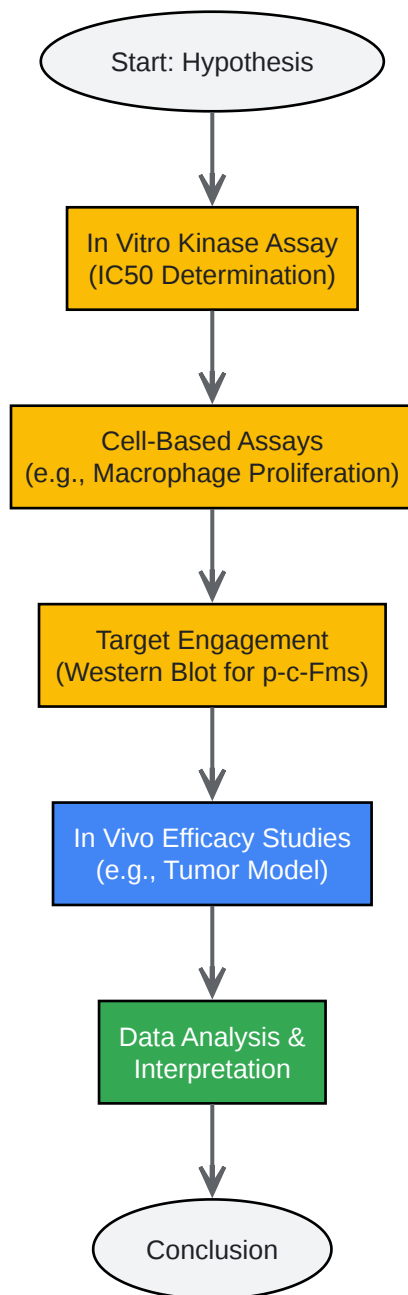 Start: Hypothesis
In Vitro Kinase Assay
(IC50 Determination)
Cell-Based Assays
(e.g., Macrophage Proliferation)
Target Engagement
(Western Blot for p-c-Fms)
In Vivo Efficacy Studies
(e.g., Tumor Model)
Data Analysis &
Interpretation
Conclusion